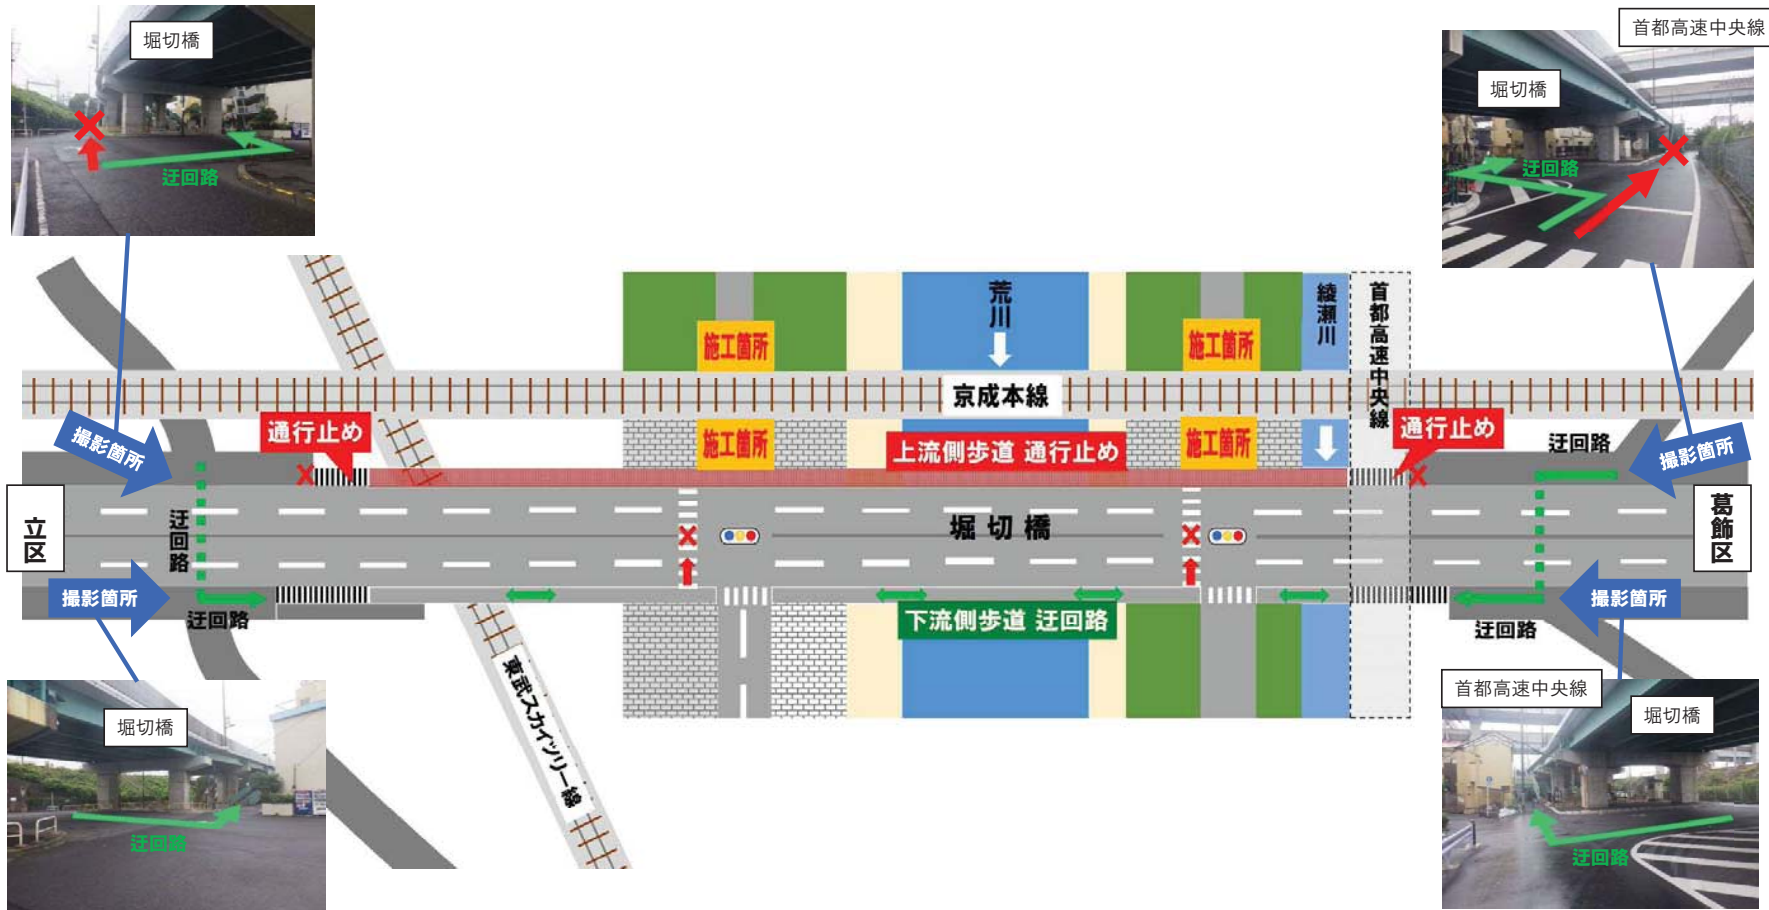 堀切橋
迂回路
首都高速中央線
堀切橋
迂回路
荒川
綾瀬川
首都高速中央線
施工箇所
施工箇所
京成本線
撮影箇所
通行止め
施工箇所
上流側歩道 通行止め
施工箇所
通行止め
迂回路
撮影箇所
立区
迂回路
堀切橋
葛飾区
撮影箇所
迂回路
下流側歩道 迂回路
撮影箇所
迂回路
東武スカイツリー線
堀切橋
迂回路
首都高速中央線
堀切橋
迂回路